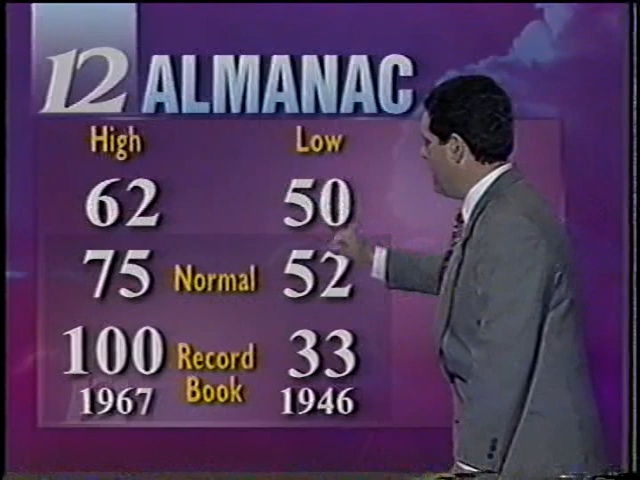 12 ALMANAC
High Low
62 50
75 Normal 52
100 Record Book 33
1967 1946